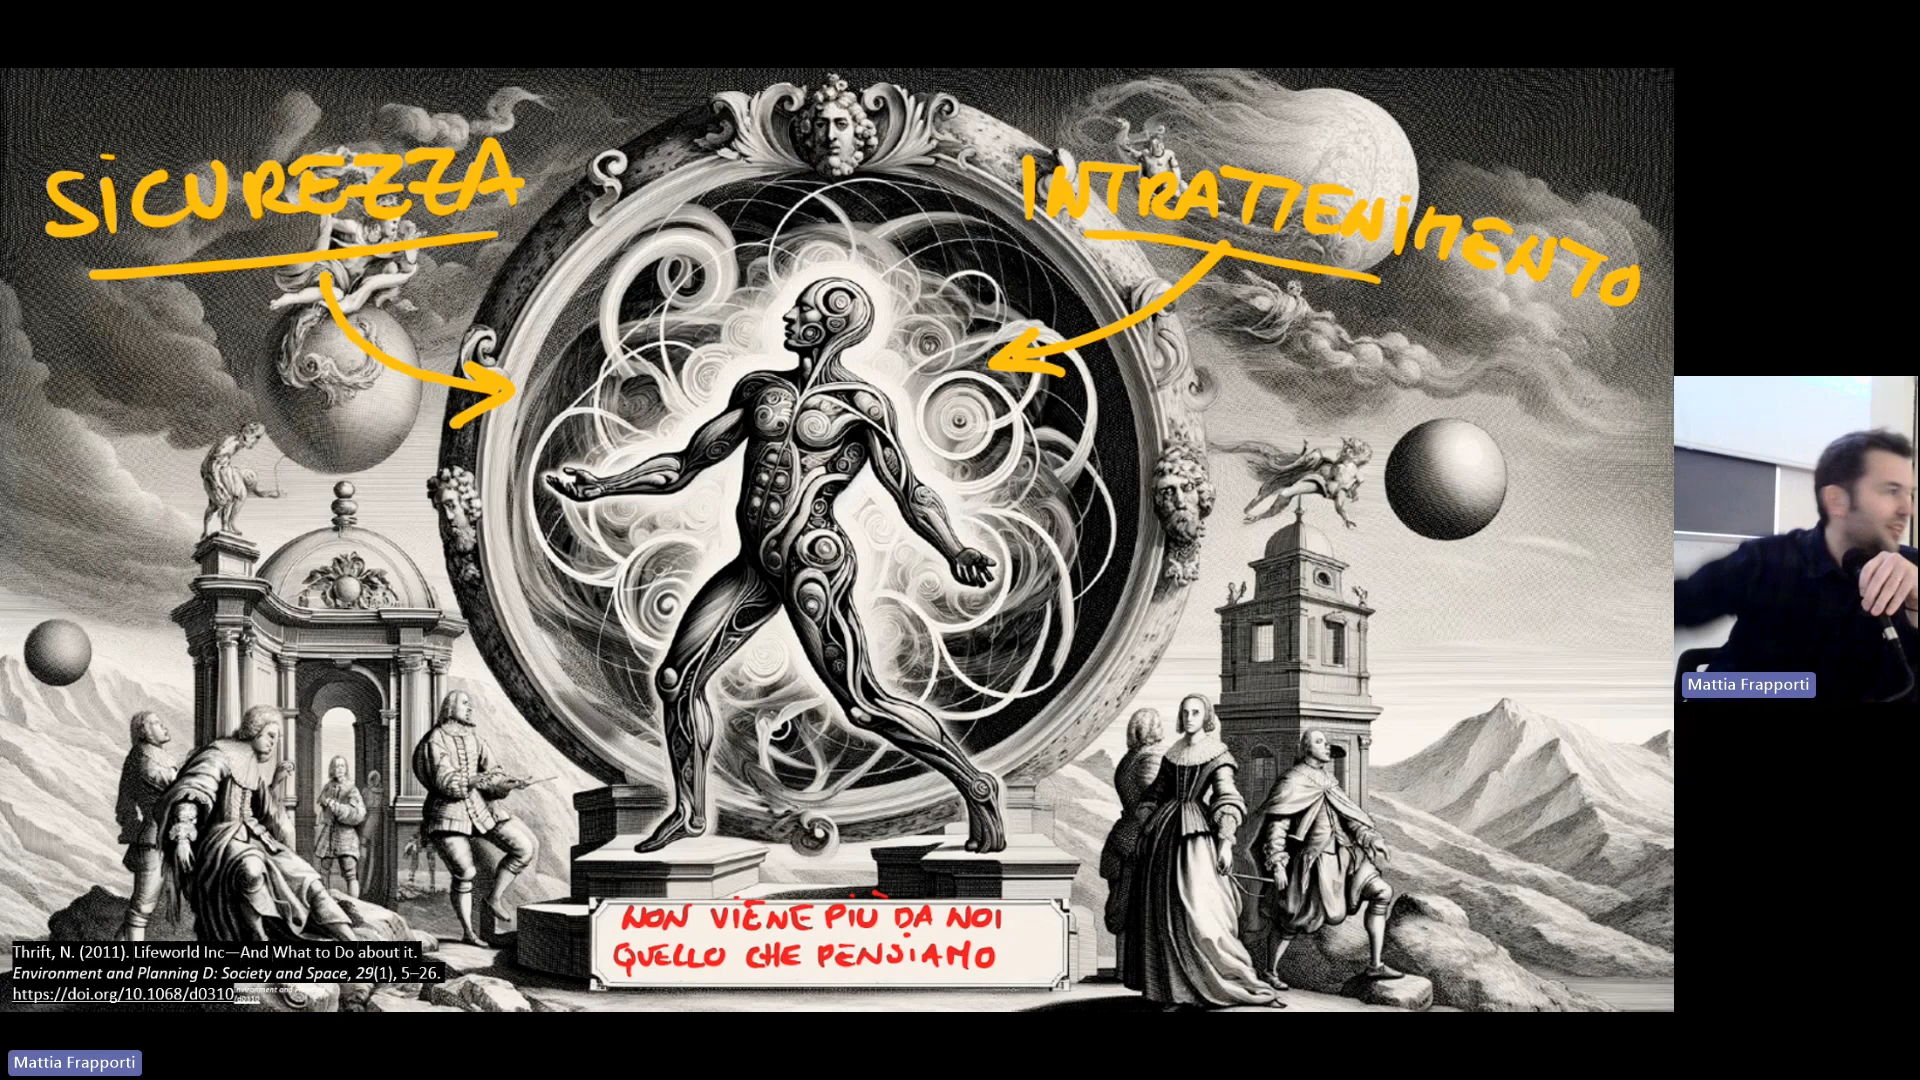 SICUREZZA
INTRATTENIMENTO
NON VIENE PIÙ DA NOI
QUELLO CHE PENSIAMO
Thrift, N. (2011). Lifeworld Inc—And What to Do about it.
Environment and Planning D: Society and Space, 29(1), 5–26.
https://doi.org/10.1068/d0310
Mattia Frapporti
Mattia Frapporti